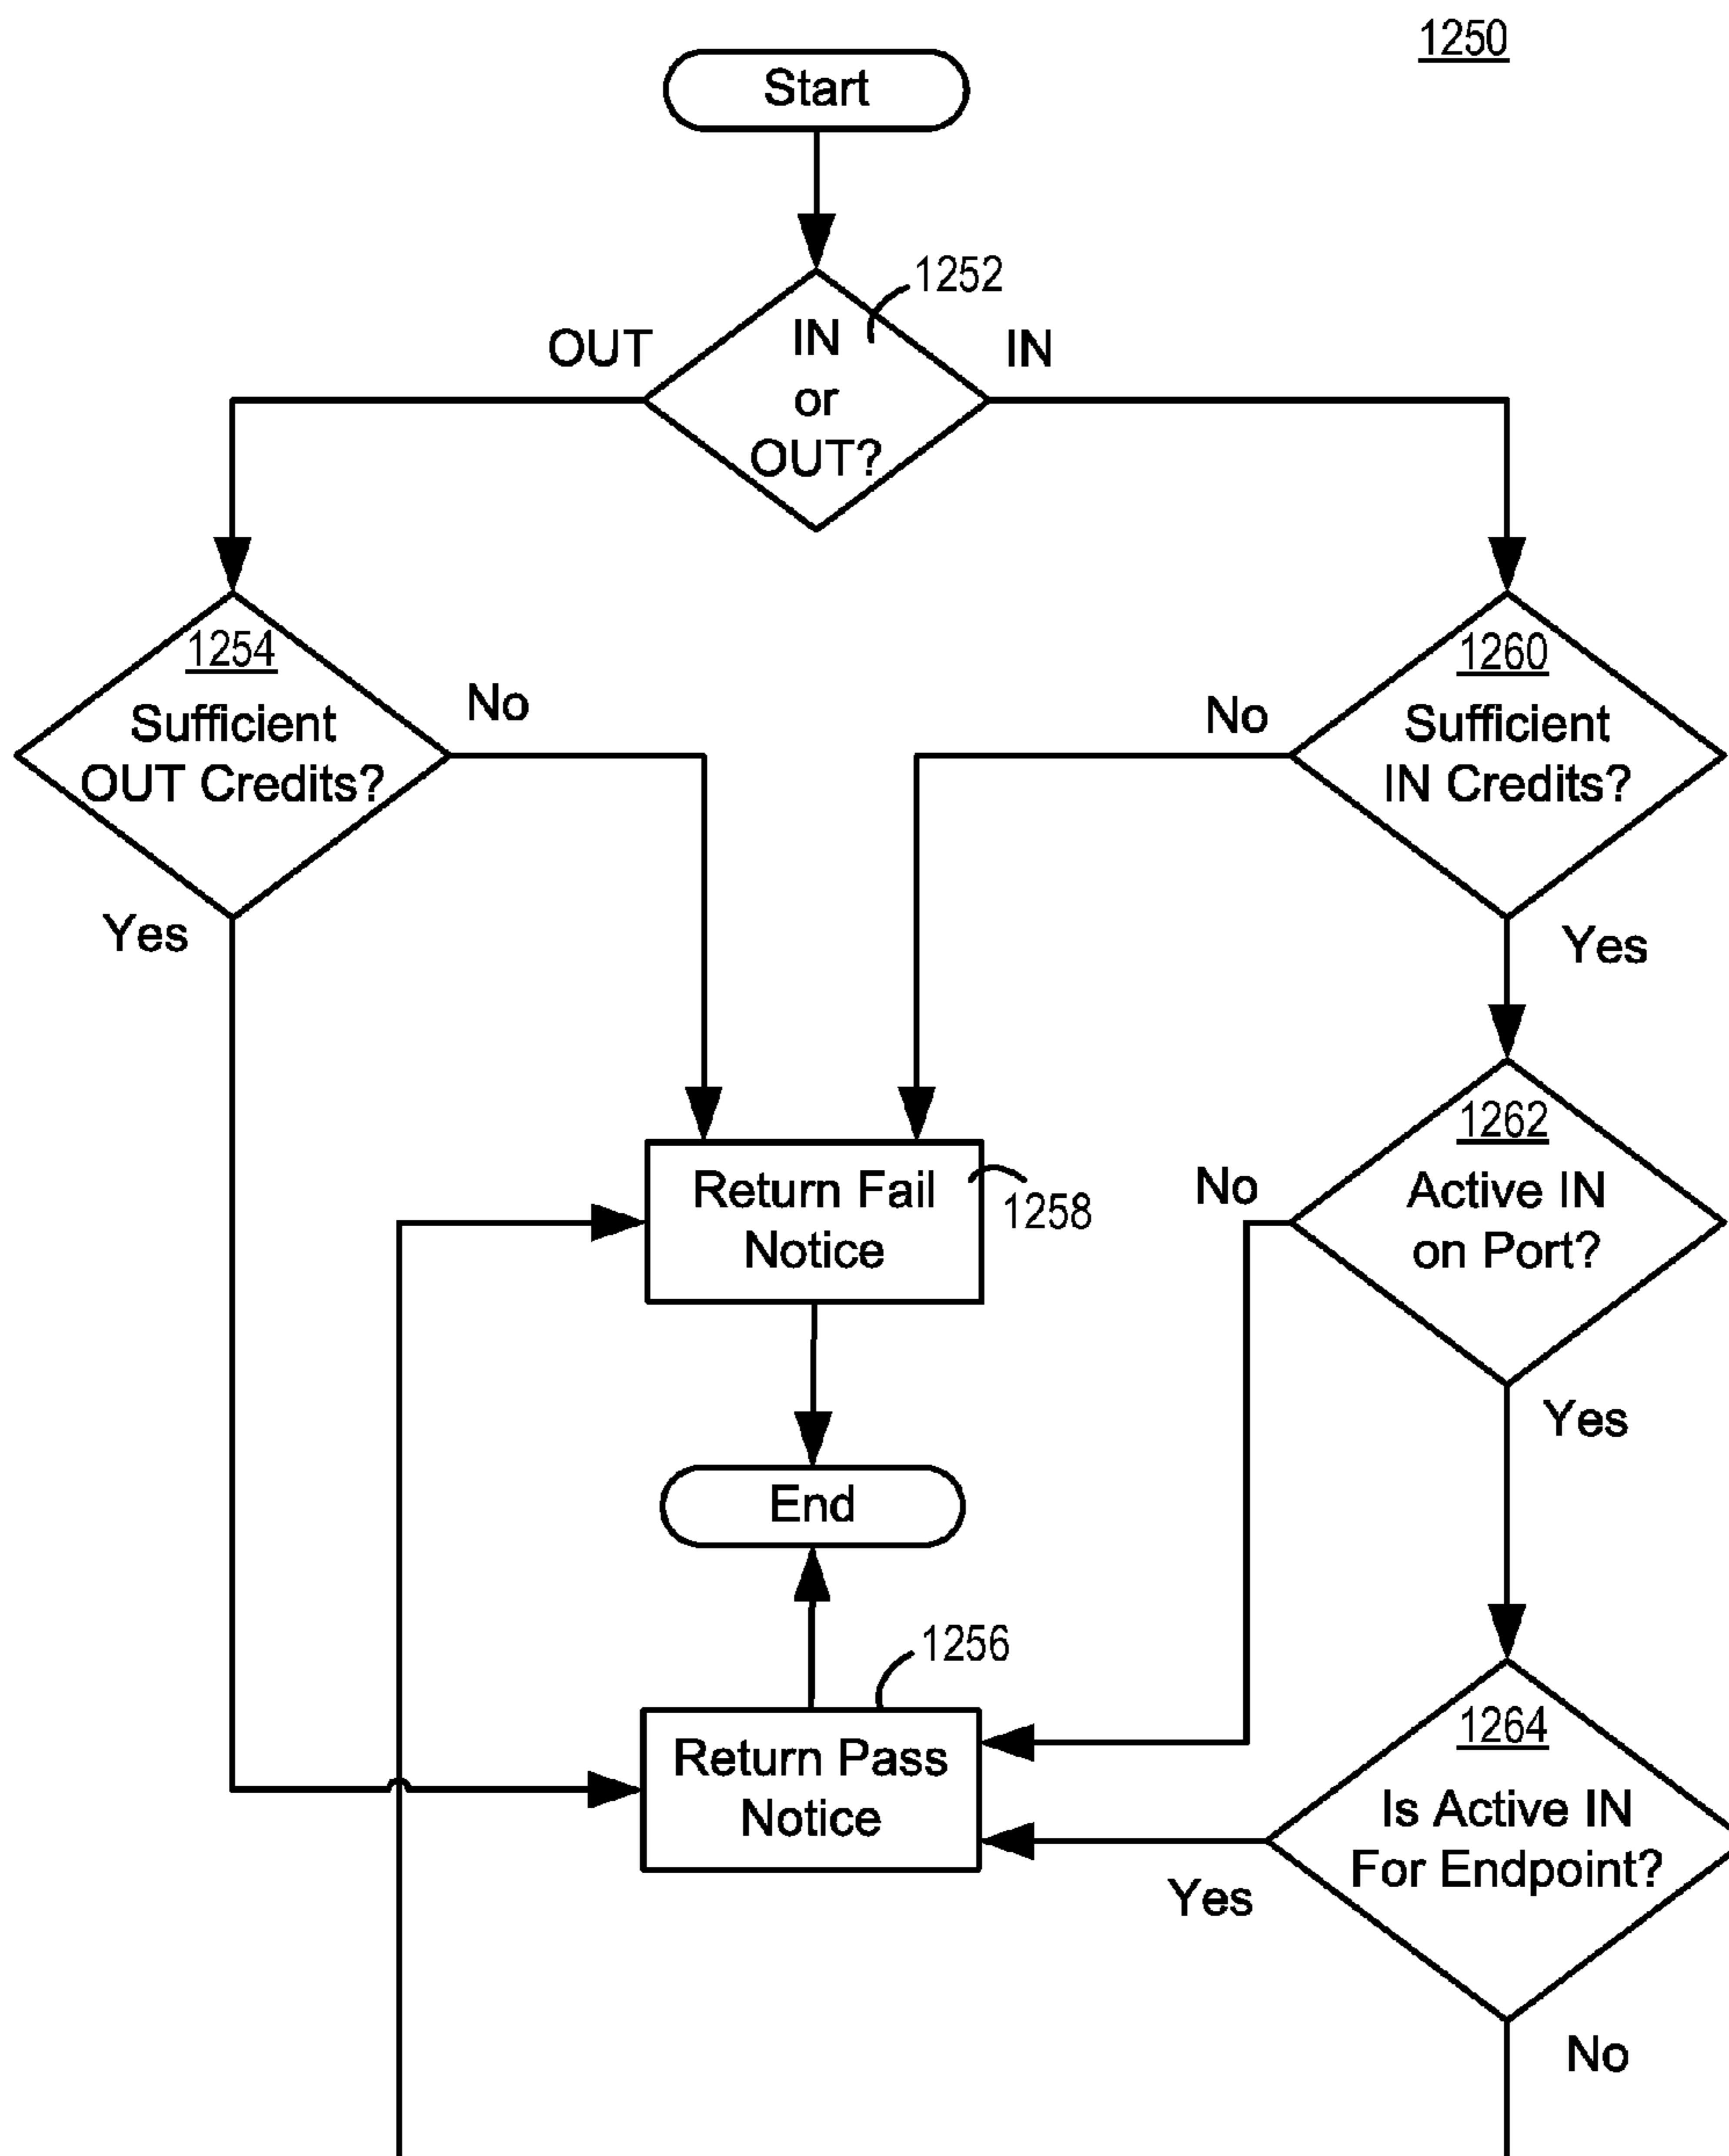 1250
Start
1252
OUT
IN
IN
or
OUT?
1254
Sufficient
OUT Credits?
No
Yes
1260
Sufficient
IN Credits?
No
Yes
1262
Active IN
on Port?
No
Yes
Return Fail
Notice
1258
End
1256
Return Pass
Notice
1264
Is Active IN
For Endpoint?
Yes
No